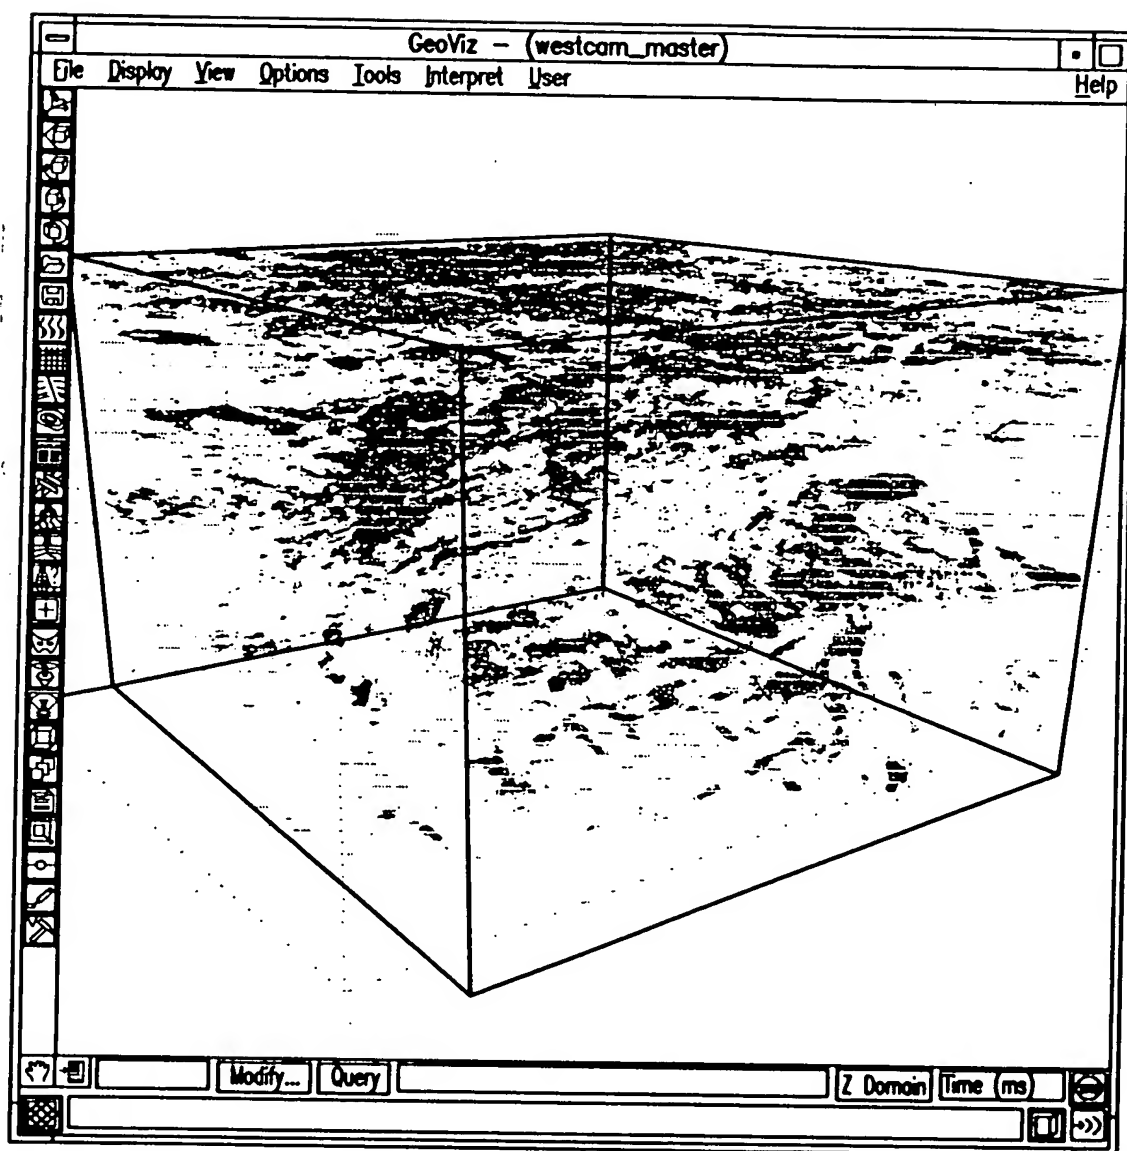 GeoViz – (westcam_master)
File Display View Options Tools Interpret User Help
Modify... Query Z Domain Time (ms)